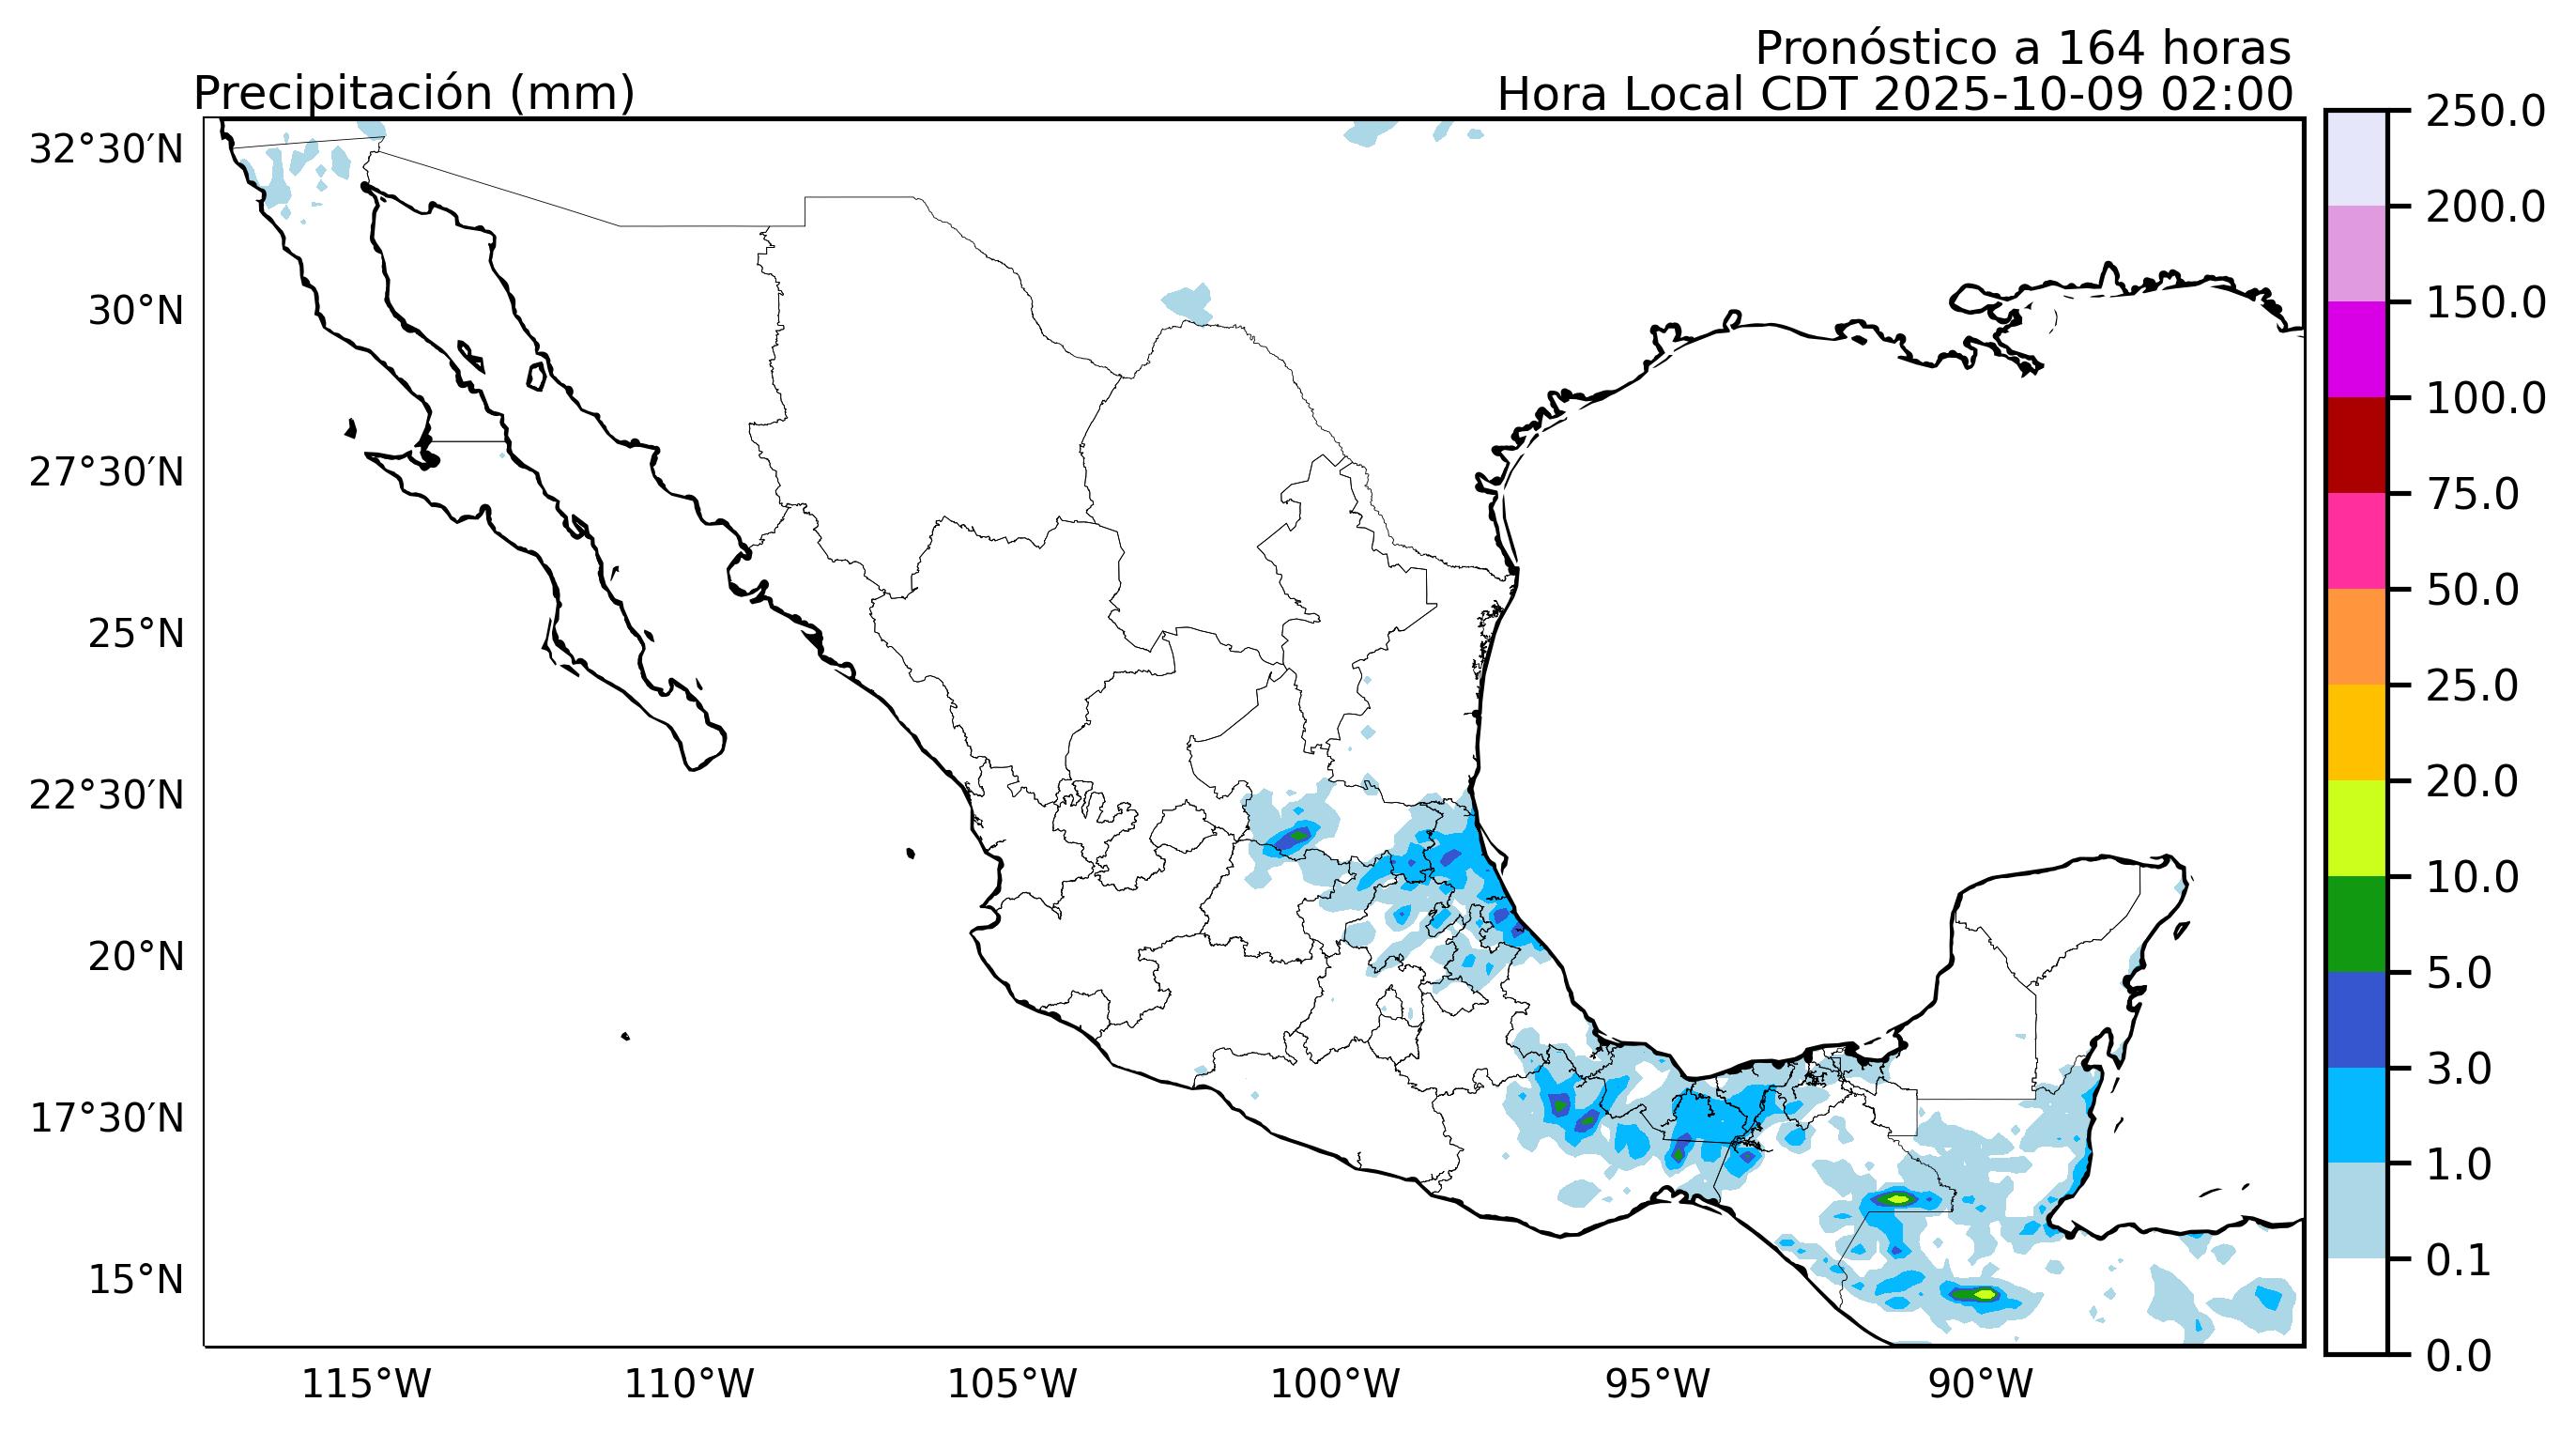 Pronóstico a 164 horas
Precipitación (mm)
Hora Local CDT 2025-10-09 02:00
32°30′N
30°N
27°30′N
25°N
22°30′N
20°N
17°30′N
15°N
115°W
110°W
105°W
100°W
95°W
90°W
250.0
200.0
150.0
100.0
75.0
50.0
25.0
20.0
10.0
5.0
3.0
1.0
0.1
0.0